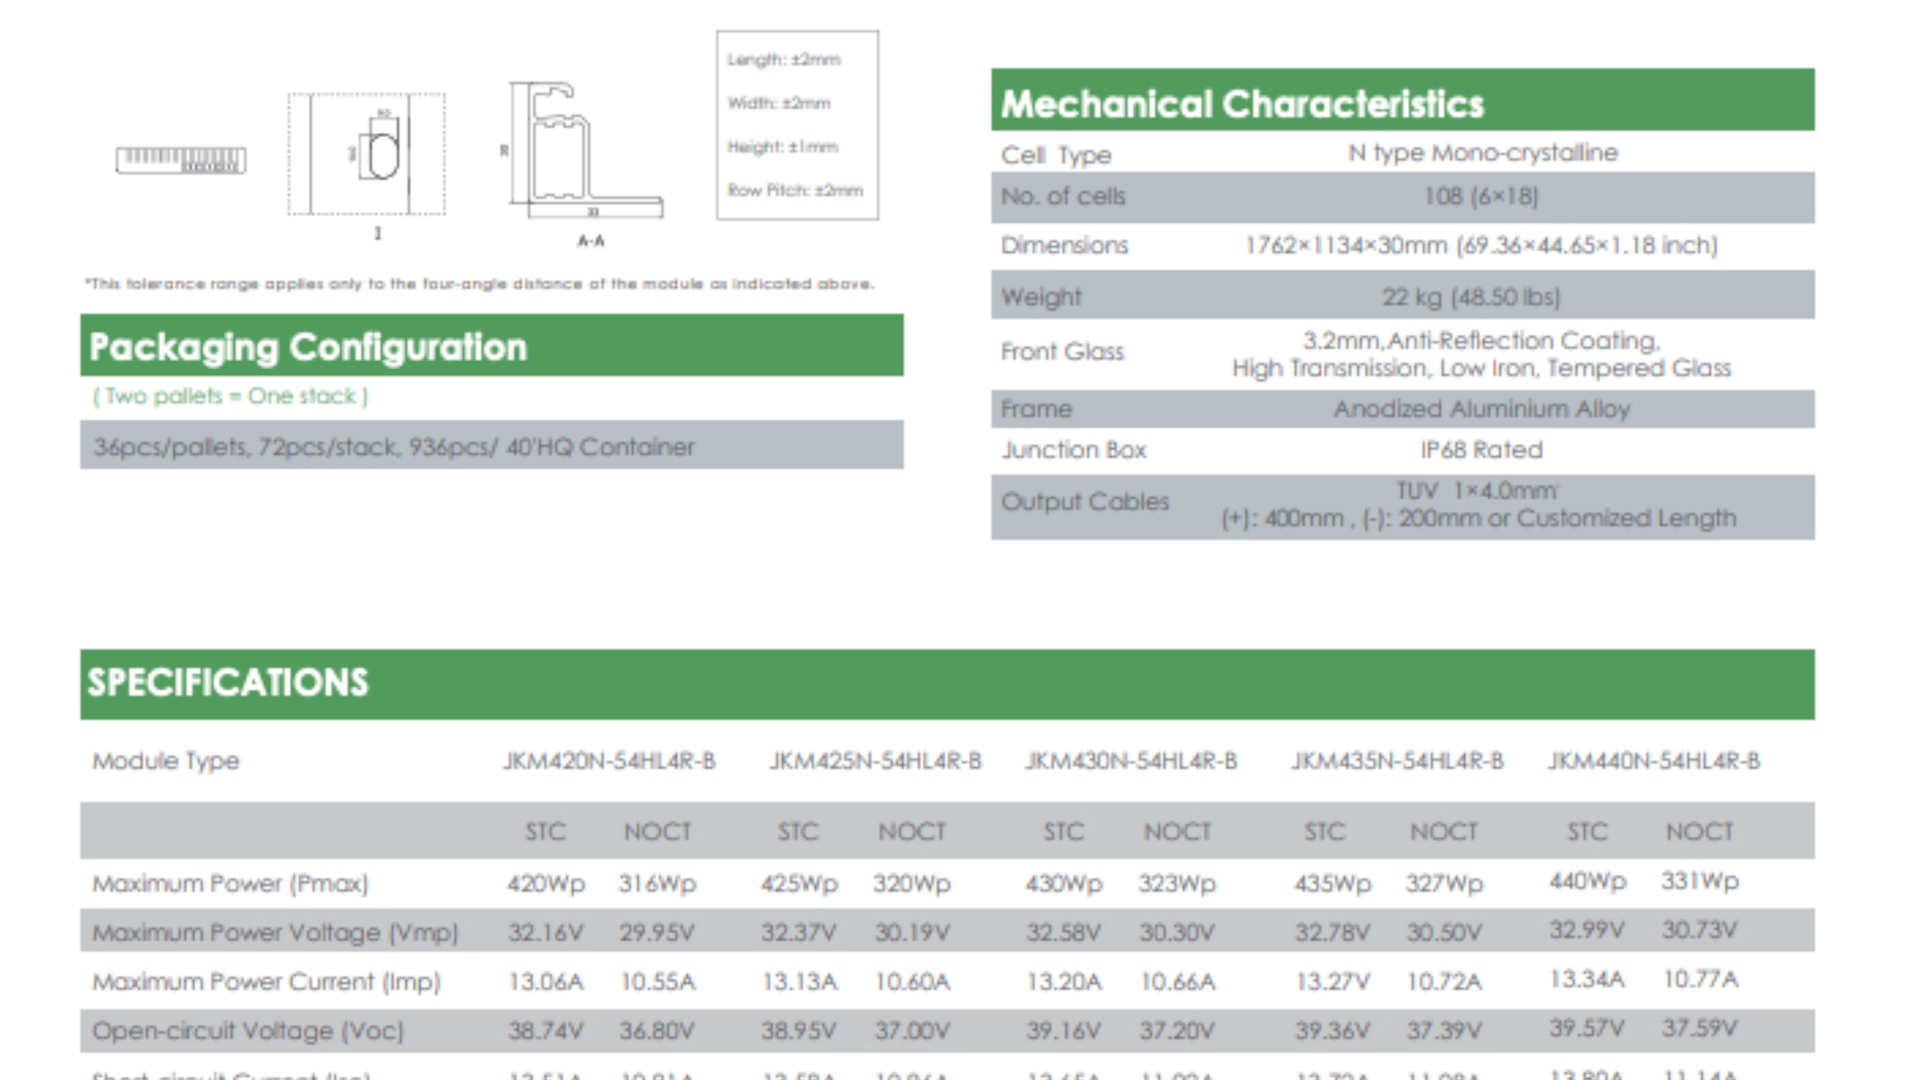 Length: ±2mm
Width: ±2mm
Height: ±1mm
Row Pitch: ±2mm
I
33
A-A
*This tolerance range applies only to the four-angle distance of the module as indicated above.
Packaging Configuration
( Two pallets = One stack )
36pcs/pallets, 72pcs/stack, 936pcs/ 40'HQ Container
Mechanical Characteristics
Cell Type N type Mono-crystalline
No. of cells 108 (6×18)
Dimensions 1762×1134×30mm (69.36×44.65×1.18 inch)
Weight 22 kg (48.50 lbs)
Front Glass 3.2mm,Anti-Reflection Coating,
High Transmission, Low Iron, Tempered Glass
Frame Anodized Aluminium Alloy
Junction Box IP68 Rated
Output Cables TUV 1×4.0mm²
(+): 400mm , (-): 200mm or Customized Length
SPECIFICATIONS
Module Type JKM420N-54HL4R-B JKM425N-54HL4R-B JKM430N-54HL4R-B JKM435N-54HL4R-B JKM440N-54HL4R-B
STC NOCT STC NOCT STC NOCT STC NOCT STC NOCT
Maximum Power (Pmax) 420Wp 316Wp 425Wp 320Wp 430Wp 323Wp 435Wp 327Wp 440Wp 331Wp
Maximum Power Voltage (Vmp) 32.16V 29.95V 32.37V 30.19V 32.58V 30.30V 32.78V 30.50V 32.99V 30.73V
Maximum Power Current (Imp) 13.06A 10.55A 13.13A 10.60A 13.20A 10.66A 13.27V 10.72A 13.34A 10.77A
Open-circuit Voltage (Voc) 38.74V 36.80V 38.95V 37.00V 39.16V 37.20V 39.36V 37.39V 39.57V 37.59V